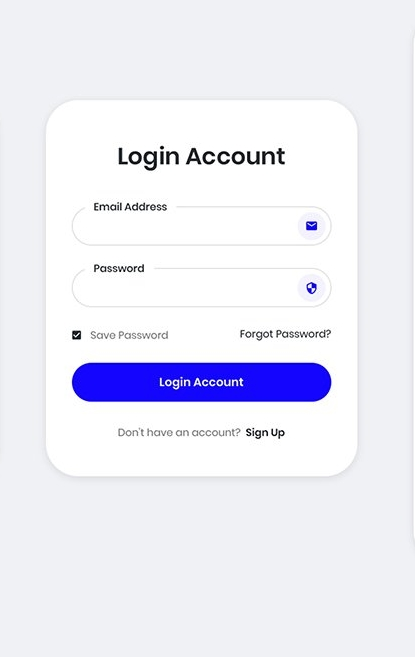 Login Account
Email Address
Password
Save Password
Forgot Password?
Login Account
Don't have an account? Sign Up